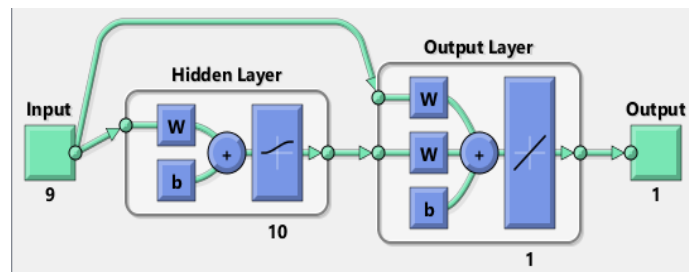 Output Layer
Hidden Layer
Input
Output
W
W
+
W
+
b
b
9
1
10
1